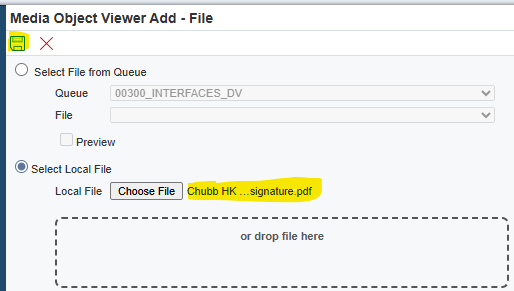 Media Object Viewer Add - File
Select File from Queue
Queue 00300_INTERFACES_DV
File
Preview
Select Local File
Local File Choose File Chubb HK ...signature.pdf
or drop file here